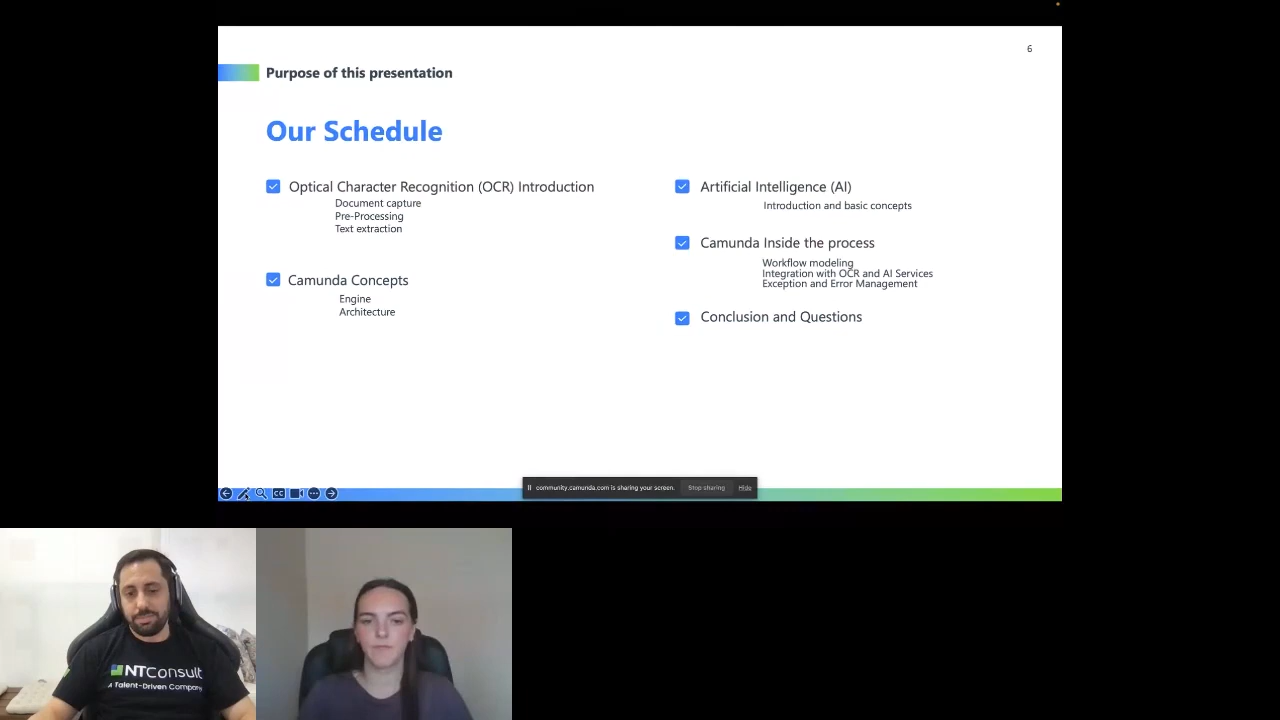 6
Purpose of this presentation
Our Schedule
Optical Character Recognition (OCR) Introduction
Document capture
Pre-Processing
Text extraction
Camunda Concepts
Engine
Architecture
Artificial Intelligence (AI)
Introduction and basic concepts
Camunda Inside the process
Workflow modeling
Integration with OCR and AI Services
Exception and Error Management
Conclusion and Questions
CC
community.camunda.com is sharing your screen.
Stop sharing
Hide
NTConsult
A Talent-Driven Company